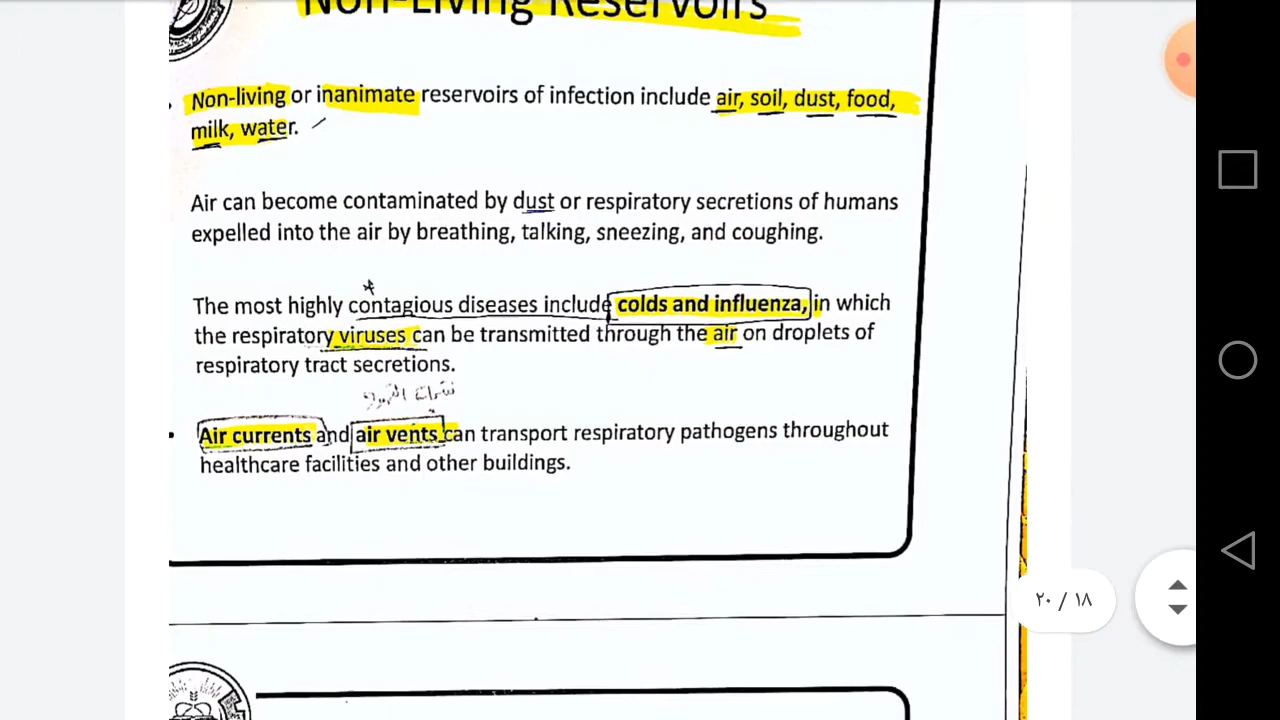 Non-Living Reservoirs
Non-living or inanimate reservoirs of infection include air, soil, dust, food,
milk, water.
Air can become contaminated by dust or respiratory secretions of humans
expelled into the air by breathing, talking, sneezing, and coughing.
The most highly contagious diseases include colds and influenza, in which
the respiratory viruses can be transmitted through the air on droplets of
respiratory tract secretions.
Air currents and air vents can transport respiratory pathogens throughout
healthcare facilities and other buildings.
٢٠ / ١٨